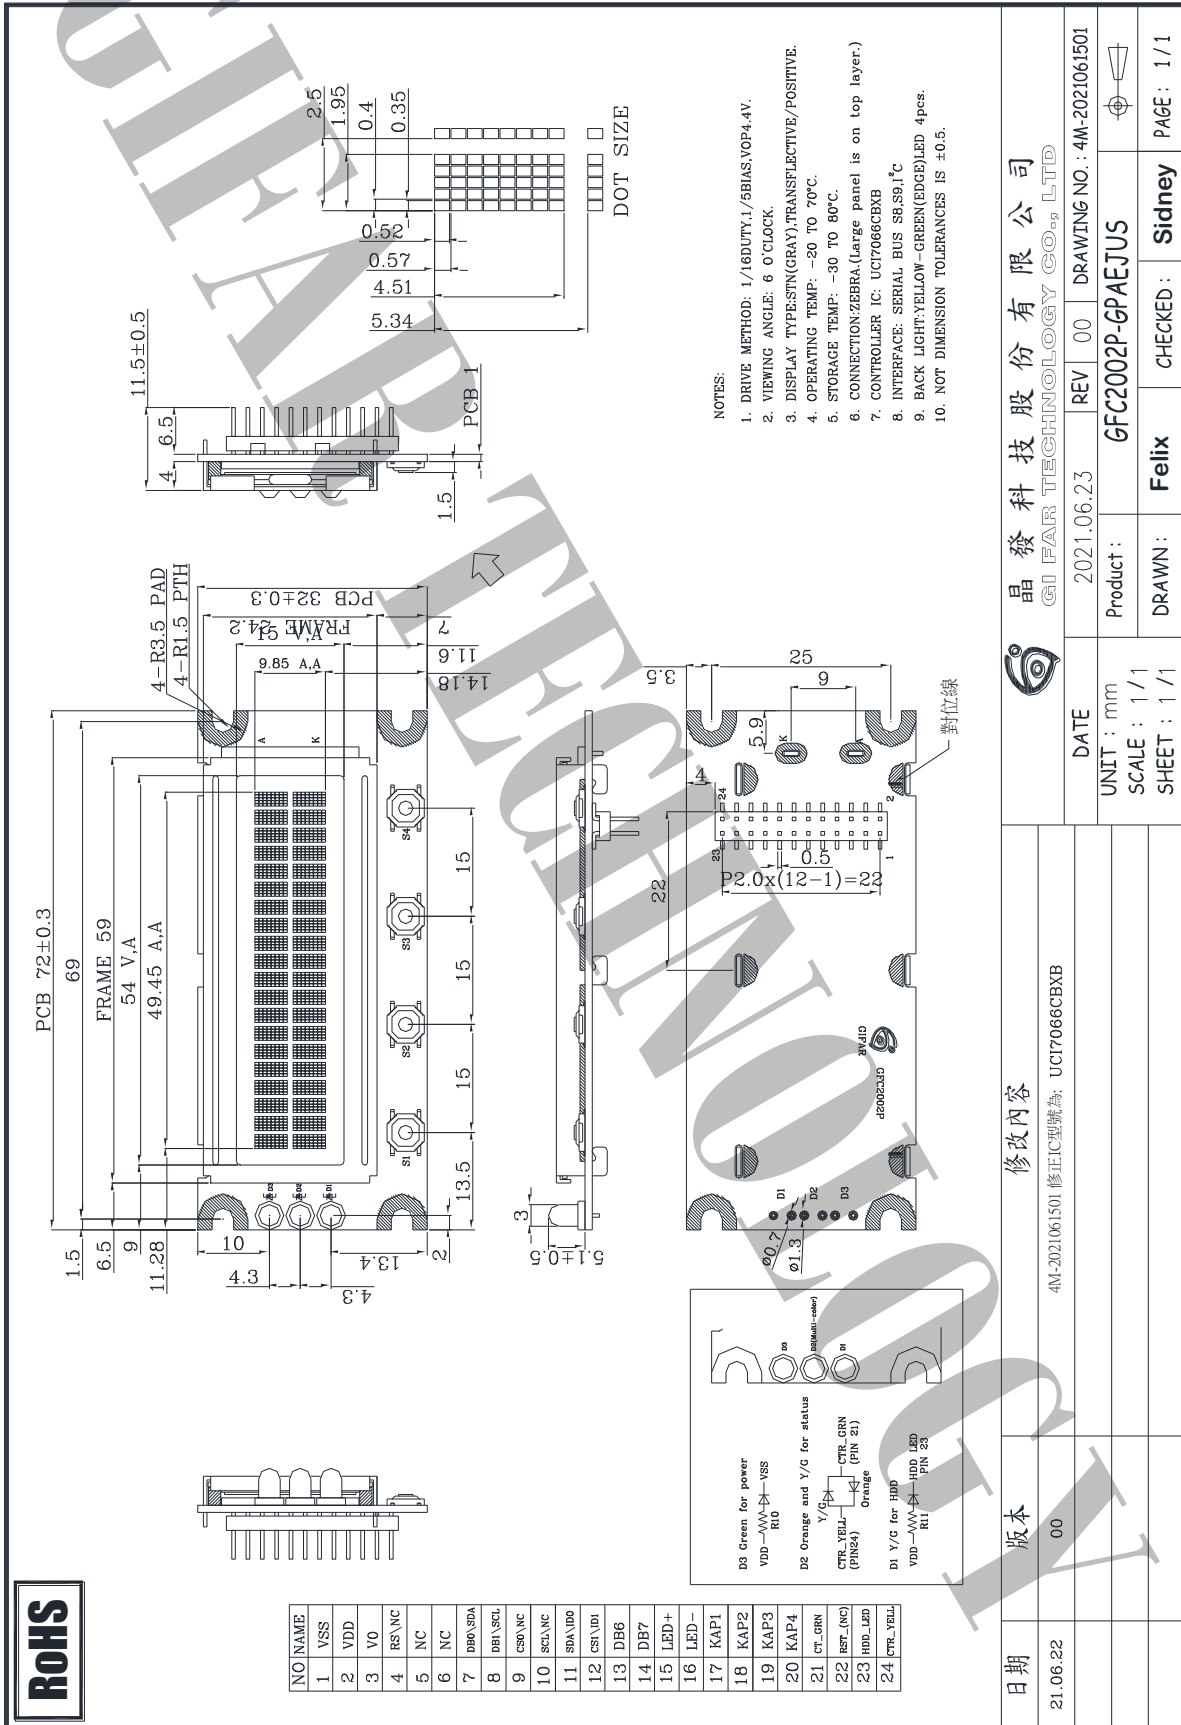 RoHS
PCB 72±0.3
69
FRAME 59
54 V,A
49.45 A,A
1.5
6.5
9
11.28
10
4.3
4.3
13.4
2
13.5
15
15
15
S1
S2
S3
S4
D3
D2
D1
A
K
4-R3.5 PAD
4-R1.5 PTH
PCB 32±0.3
FRAME 24.2
15 V,A
9.85 A,A
7
11.6
14.18
11.5±0.5
6.5
4
1.5
PCB 1
2.5
1.95
0.4
0.35
0.52
0.57
4.51
5.34
DOT SIZE
3
5.1±0.5
3.5
25
9
5.9
K
A
4
24
23
2
1
0.5
P2.0x(12-1)=22
22
對位線
GIFAR
GFC2002P
D1
D2
D3
ø0.7
ø1.3
NOTES:
1. DRIVE METHOD: 1/16DUTY,1/5BIAS,VOP4.4V.
2. VIEWING ANGLE: 6 O'CLOCK.
3. DISPLAY TYPE:STN(GRAY),TRANSFLECTIVE/POSITIVE.
4. OPERATING TEMP: -20 TO 70°C.
5. STORAGE TEMP: -30 TO 80°C.
6. CONNECTION:ZEBRA.(Large panel is on top layer.)
7. CONTROLLER IC: UCI7066CBXB
8. INTERFACE: SERIAL BUS S8,S9,I²C
9. BACK LIGHT:YELLOW-GREEN(EDGE)LED 4pcs.
10. NOT DIMENSION TOLERANCES IS ±0.5.
D3
D2(Multi-color)
D1
D3 Green for power
VDD
R10
VSS
D2 Orange and Y/G for status
Y/G
CTR_YELL
(PIN24)
CTR_GRN
(PIN 21)
Orange
D1 Y/G for HDD
VDD
R11
HDD LED
PIN 23
NO NAME
1 VSS
2 VDD
3 V0
4 RS\NC
5 NC
6 NC
7 DB0\SDA
8 DB1\SCL
9 CS0\NC
10 SCL\NC
11 SDA\ID0
12 CS1\ID1
13 DB6
14 DB7
15 LED+
16 LED-
17 KAP1
18 KAP2
19 KAP3
20 KAP4
21 CT_GRN
22 RST_(NC)
23 HDD_LED
24 CTR_YELL
日期 版本 修改內容
21.06.22 00 4M-2021061501 修正IC型號為: UCI7066CBXB
晶發科技股份有限公司
GI FAR TECHNOLOGY CO., LTD
DATE 2021.06.23 REV 00 DRAWING NO. : 4M-2021061501
UNIT : mm
SCALE : 1/1
SHEET : 1/1
Product : GFC2002P-GPAEJUS
DRAWN : Felix CHECKED : Sidney PAGE : 1/1
GIFAR TECHNOLOGY